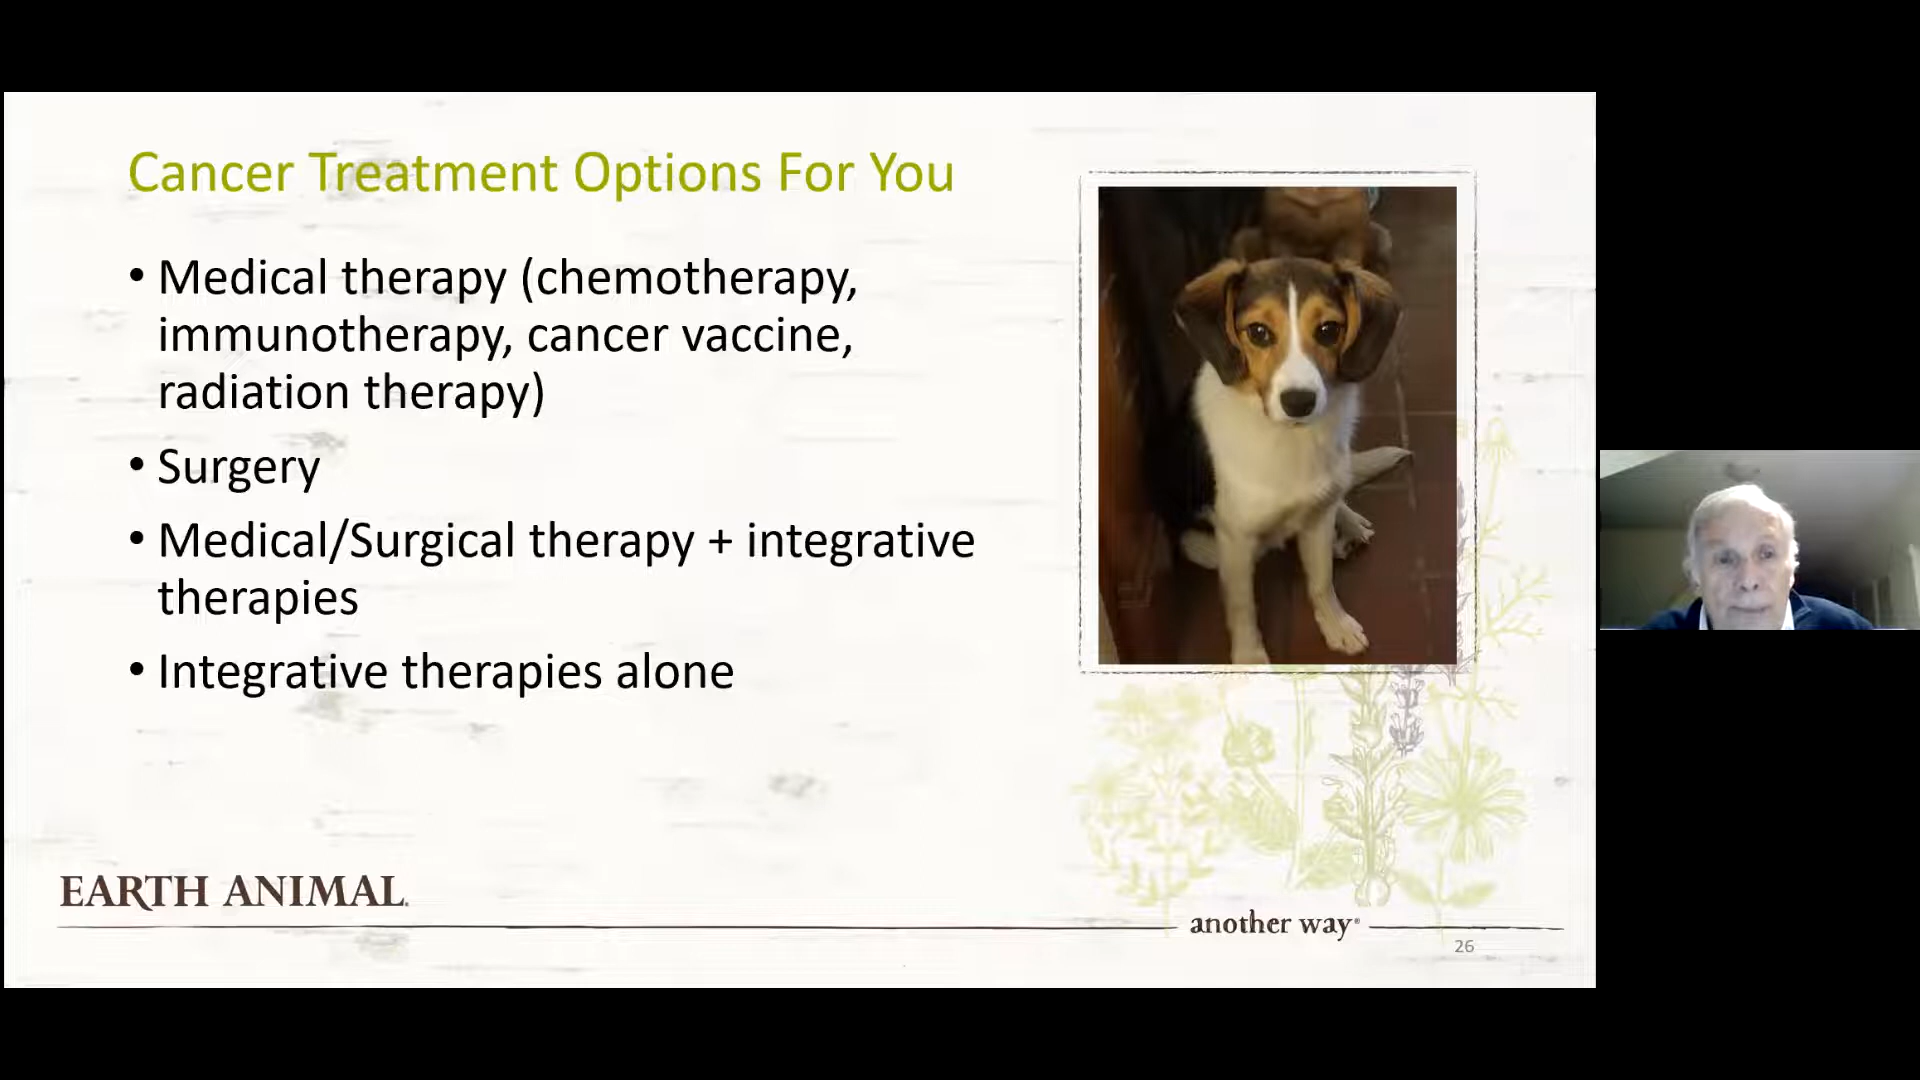 Cancer Treatment Options For You
• Medical therapy (chemotherapy,
immunotherapy, cancer vaccine,
radiation therapy)
• Surgery
• Medical/Surgical therapy + integrative
therapies
• Integrative therapies alone
EARTH ANIMAL.
another way®
26